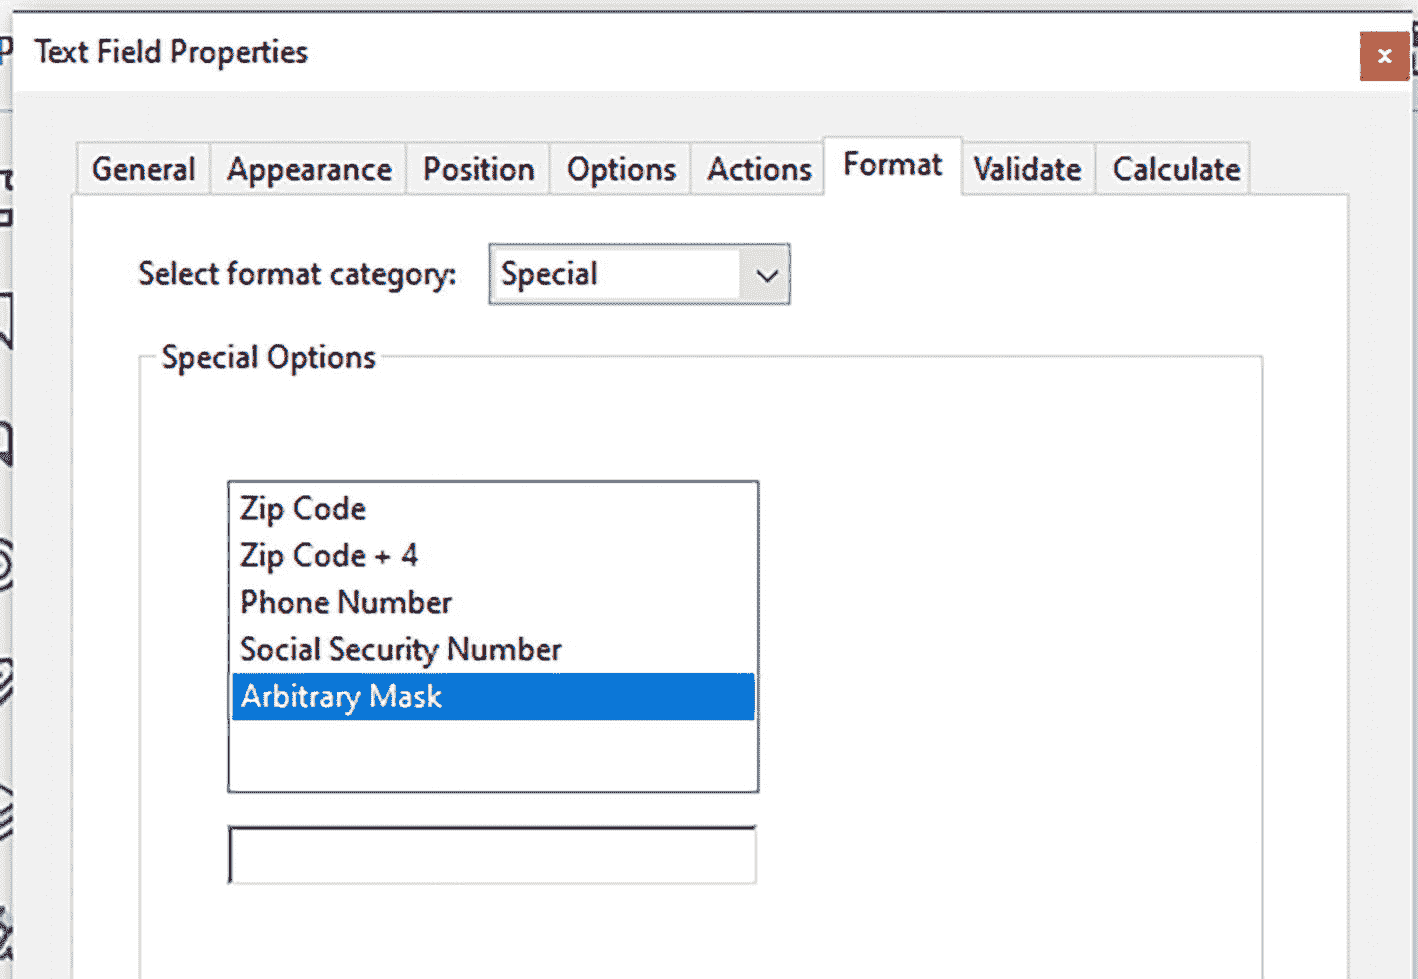 Text Field Properties
General Appearance Position Options Actions Format Validate Calculate
Select format category: Special
Special Options
Zip Code
Zip Code + 4
Phone Number
Social Security Number
Arbitrary Mask